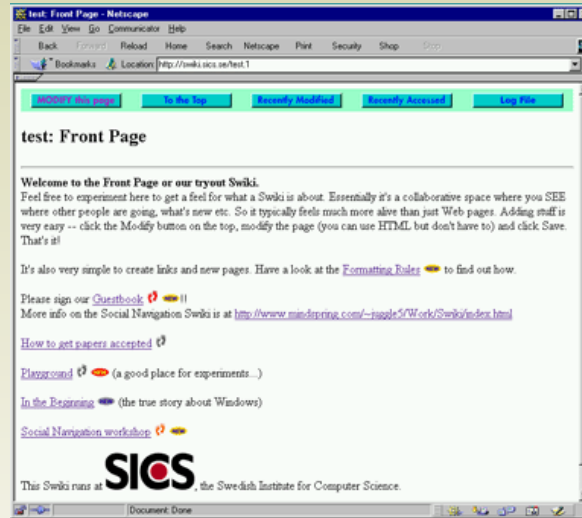 test: Front Page - Netscape
File Edit View Go Communicator Help
Back Forward Reload Home Search Netscape Print Security Shop Stop
Bookmarks Location: http://swiki.sics.se/test.1
MODIFY this page To the Top Recently Modified Recently Accessed Log File
test: Front Page
Welcome to the Front Page or our tryout Swiki.
Feel free to experiment here to get a feel for what a Swiki is about. Essentially it's a collaborative space where you SEE
where other people are going, what's new etc. So it typically feels much more alive than just Web pages. Adding stuff is
very easy -- click the Modify button on the top, modify the page (you can use HTML but don't have to) and click Save.
That's it!
It's also very simple to create links and new pages. Have a look at the Formatting Rules to find out how.
Please sign our Guestbook !!
More info on the Social Navigation Swiki is at http://www.mindspring.com/~juggle5/Work/Swiki/index.html
How to get papers accepted
Playground (a good place for experiments...)
In the Beginning (the true story about Windows)
Social Navigation workshop
This Swiki runs at SICS, the Swedish Institute for Computer Science.
Document: Done